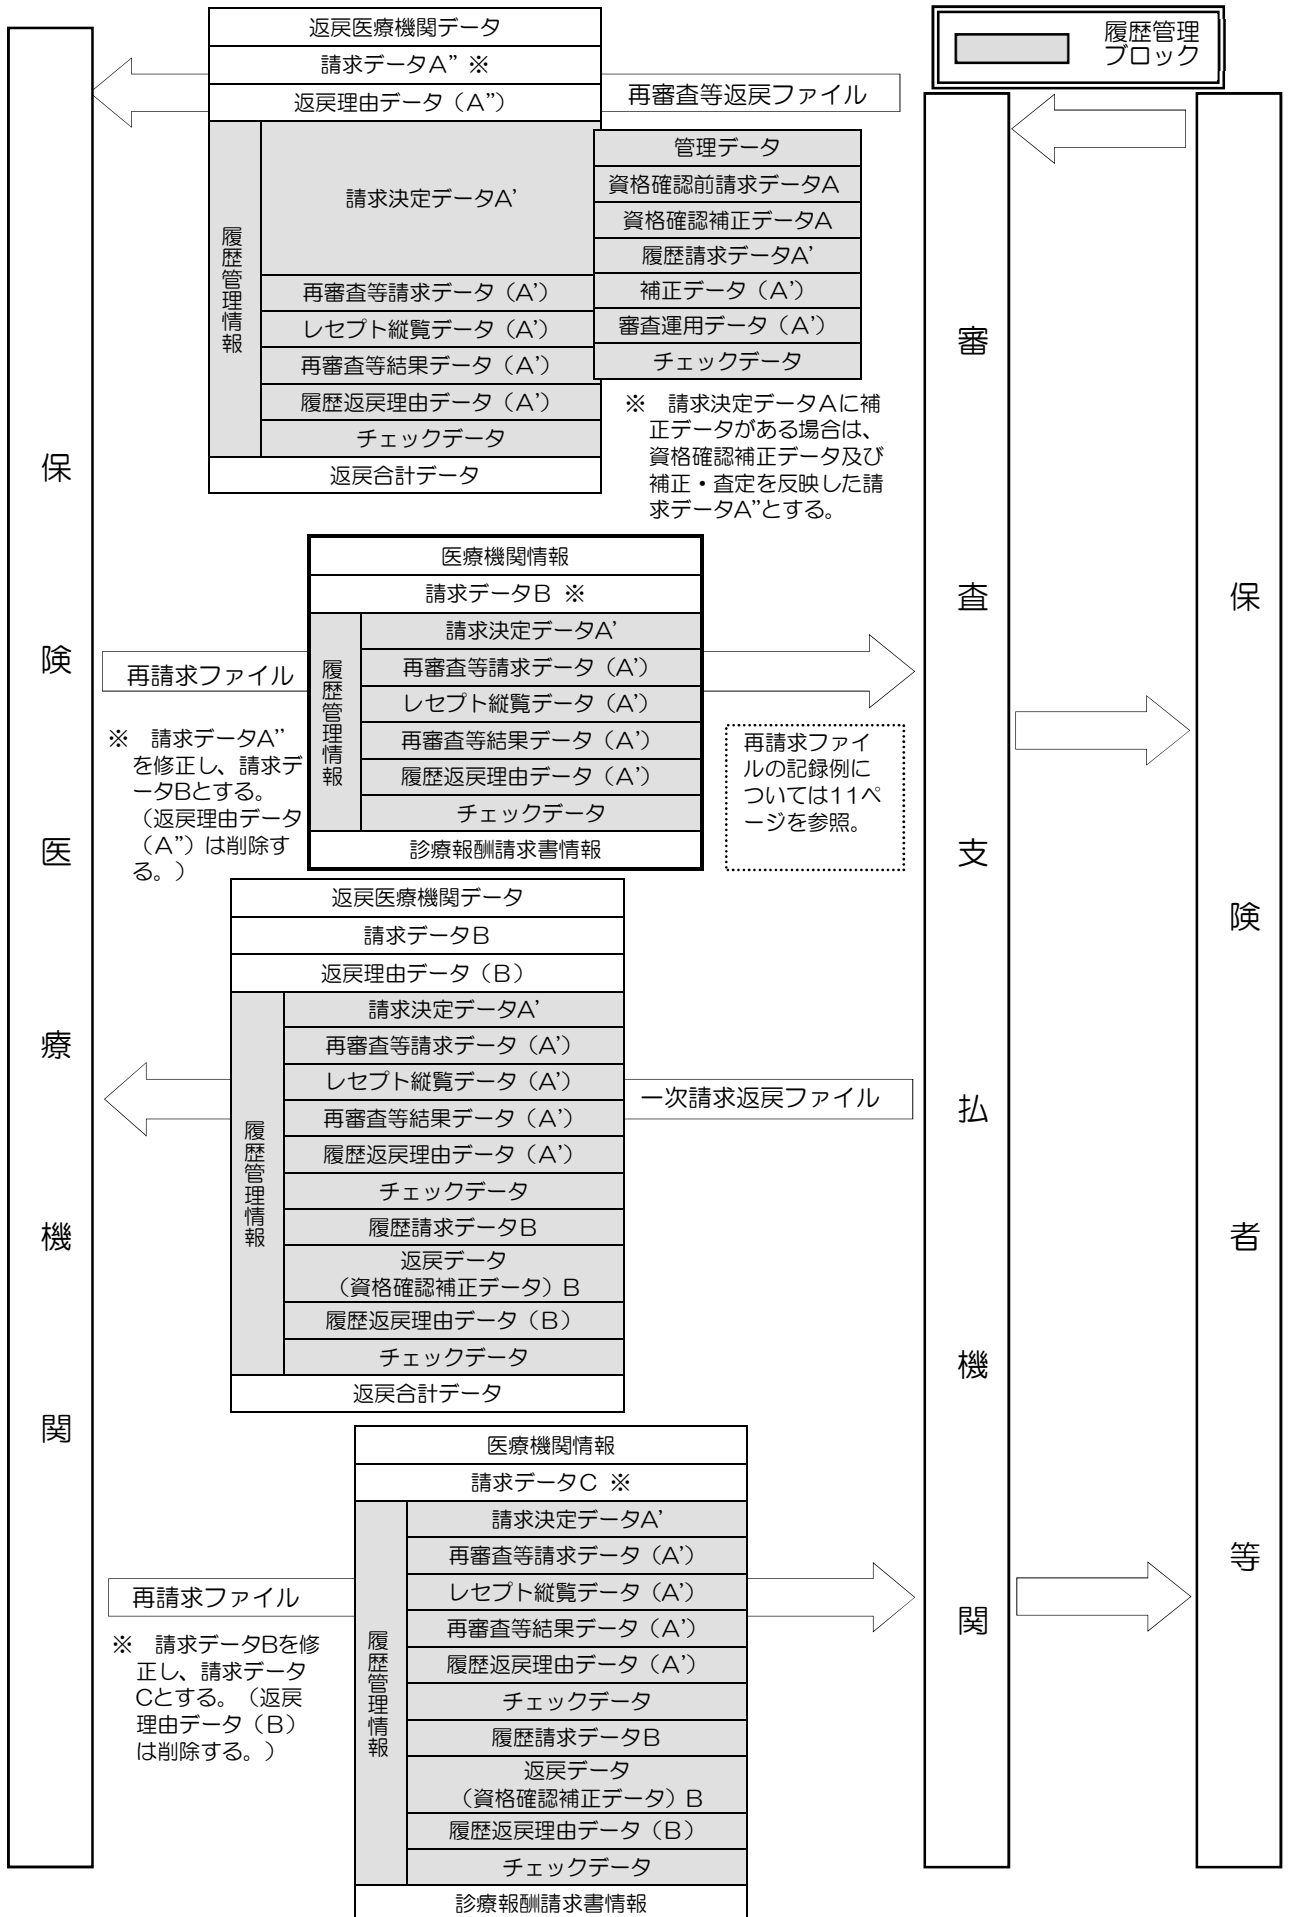 履歴管理
ブロック
返戻医療機関データ
請求データA” ※
返戻理由データ（A”）
再審査等返戻ファイル
履歴管理情報
請求決定データA’
管理データ
資格確認前請求データA
資格確認補正データA
履歴請求データA’
補正データ（A’）
審査運用データ（A’）
チェックデータ
再審査等請求データ（A’）
レセプト縦覧データ（A’）
再審査等結果データ（A’）
履歴返戻理由データ（A’）
チェックデータ
返戻合計データ
※　請求決定データAに補
正データがある場合は、
資格確認補正データ及び
補正・査定を反映した請
求データA”とする。
保険医療機関
審査支払機関
保険者等
医療機関情報
請求データB ※
再請求ファイル
履歴管理情報
請求決定データA’
再審査等請求データ（A’）
レセプト縦覧データ（A’）
再審査等結果データ（A’）
履歴返戻理由データ（A’）
チェックデータ
診療報酬請求書情報
※　請求データA’’
を修正し、請求デ
ータBとする。
（返戻理由データ
（A”）は削除す
る。）
再請求ファイ
ルの記録例に
ついては11ペ
ージを参照。
返戻医療機関データ
請求データB
返戻理由データ（B）
履歴管理情報
請求決定データA’
再審査等請求データ（A’）
レセプト縦覧データ（A’）
再審査等結果データ（A’）
履歴返戻理由データ（A’）
チェックデータ
履歴請求データB
返戻データ
（資格確認補正データ）B
履歴返戻理由データ（B）
チェックデータ
返戻合計データ
一次請求返戻ファイル
医療機関情報
請求データC ※
再請求ファイル
履歴管理情報
請求決定データA’
再審査等請求データ（A’）
レセプト縦覧データ（A’）
再審査等結果データ（A’）
履歴返戻理由データ（A’）
チェックデータ
履歴請求データB
返戻データ
（資格確認補正データ）B
履歴返戻理由データ（B）
チェックデータ
診療報酬請求書情報
※　請求データBを修
正し、請求データ
Cとする。（返戻
理由データ（B）
は削除する。）